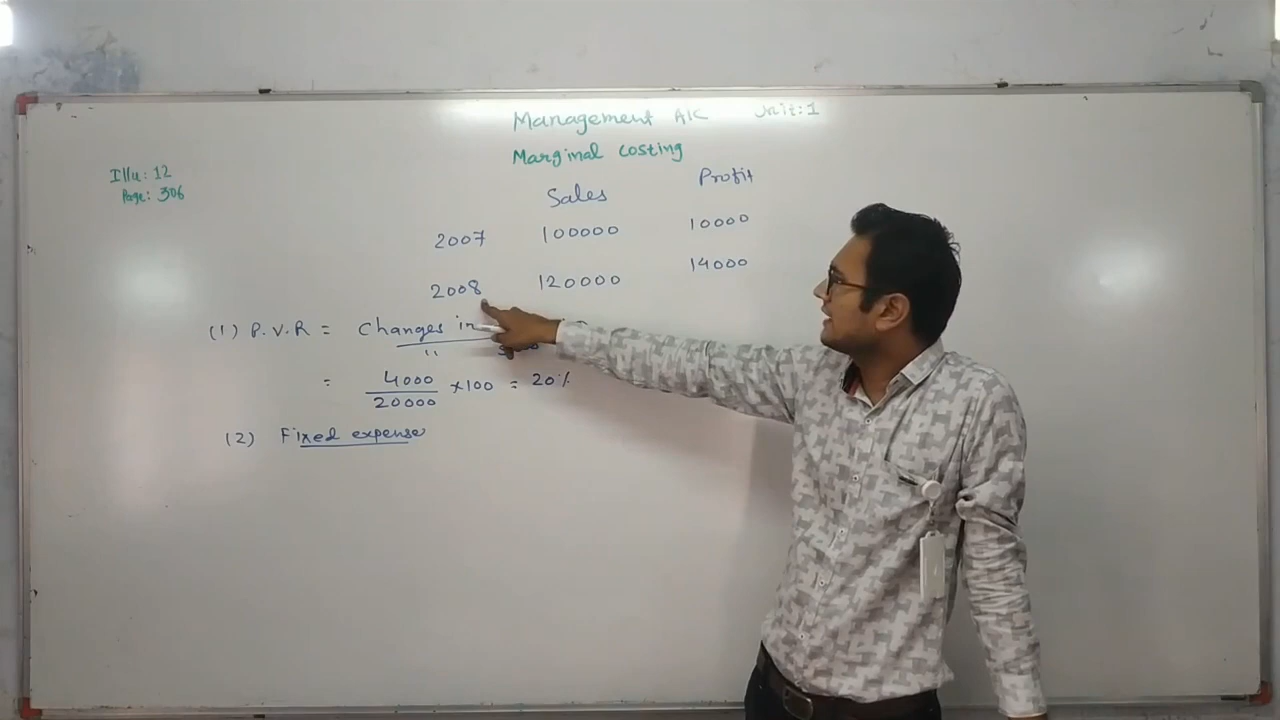 Management A/C Unit:1
Marginal costing
Illu: 12
Page: 306
Sales Profit
2007 100000 10000
2008 120000 14000
(1) P.V.R = Changes in
"
= 4000 / 20000 ×100 = 20%
(2) Fixed expense